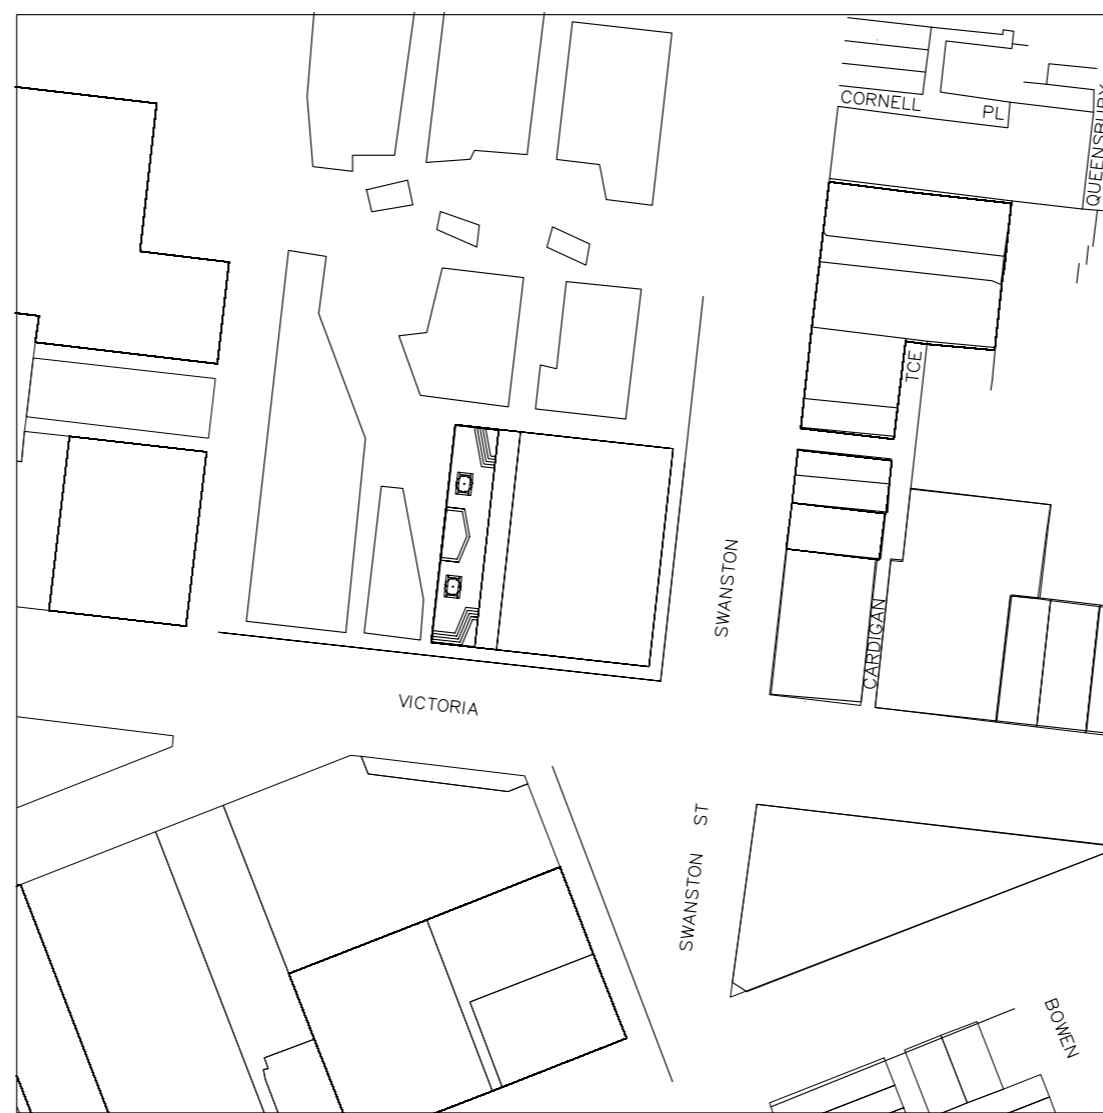 CORNELL PL
QUEENSBURY
TCE
SWANSTON
CARDIGAN
VICTORIA
SWANSTON ST
BOWEN